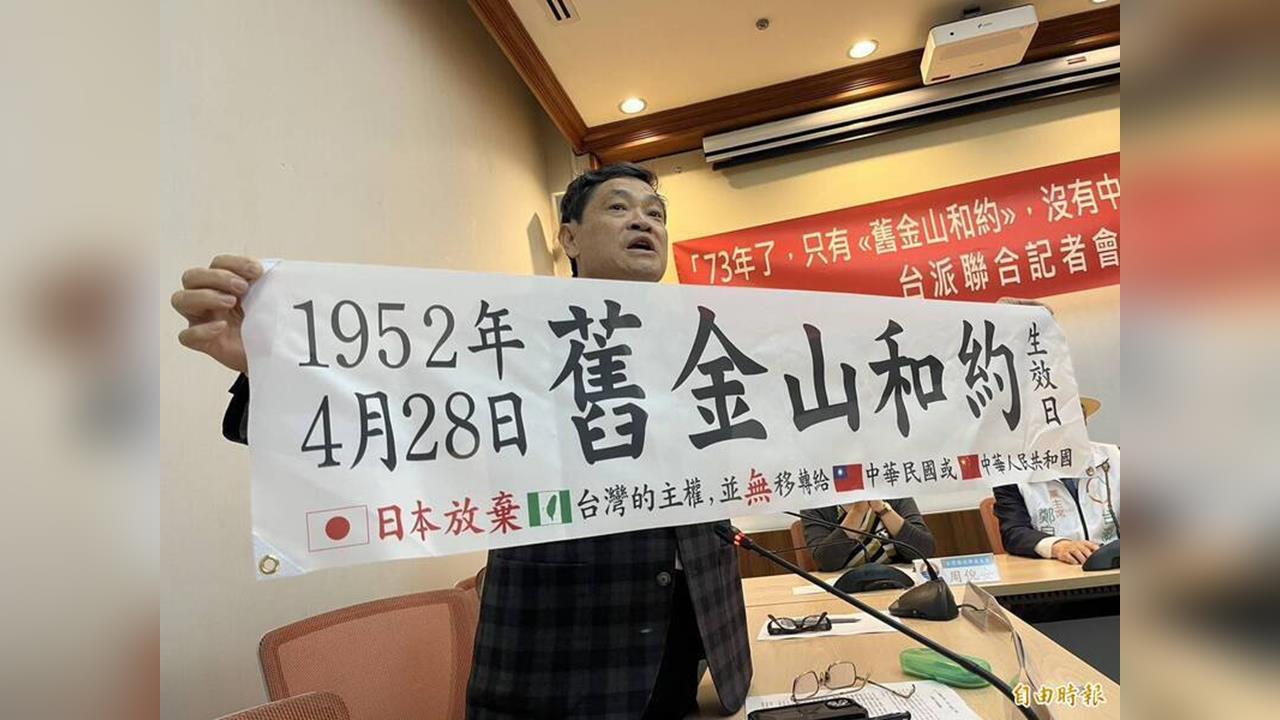 「73年了，只有《舊金山和約》，沒有中
台派聯合記者會
1952年
4月28日
舊金山和約
生效日
日本放棄台灣的主權,並無移轉給中華民國或中華人民共和國
周倪
鄭
自由時報